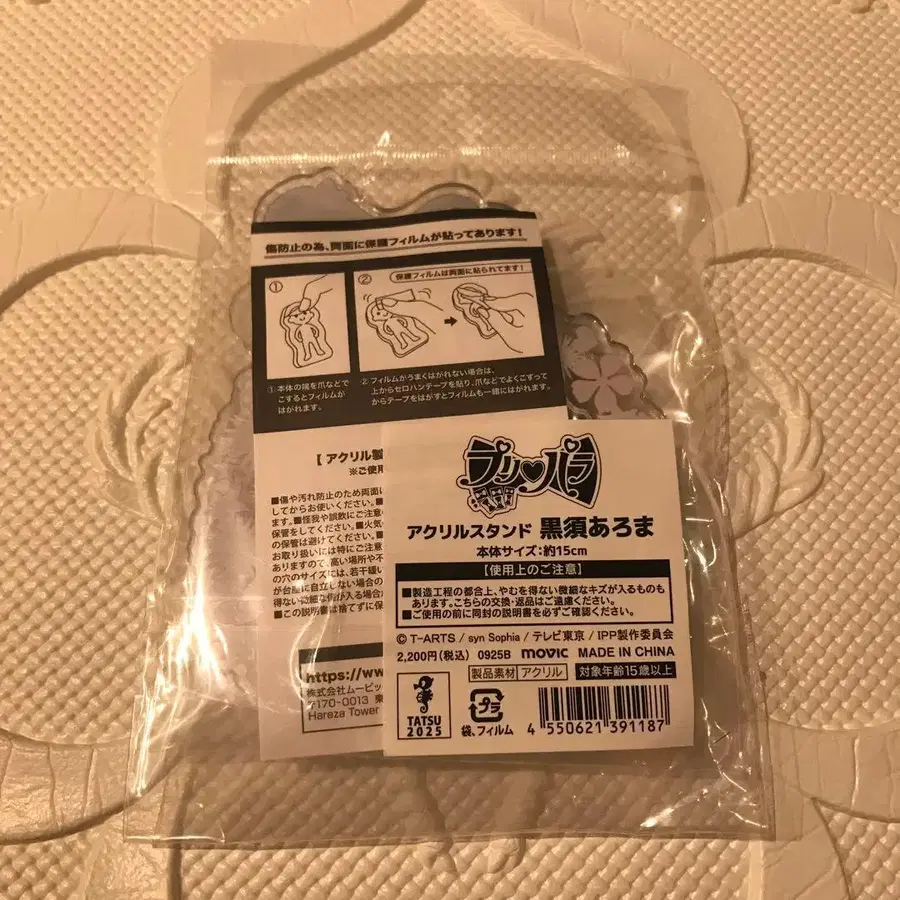 傷防止の為、両面に保護フィルムが貼ってあります!
①
②
保護フィルムは両面に貼られてます!
①本体の端を爪などで
こするとフィルムが
はがれます。
②フィルムがうまくはがれない場合は、
上からセロハンテープを貼り、爪などでよくこすって
からテープをはがすとフィルムも一緒にはがれます。
【 アクリル製
※ご使用
■傷や汚れ防止のため両面に
してからお使いください。■
ます。■怪我や誤飲にご注意
保管をしてください。■火気
の保管は避けてください。■
お取り扱いには特にご注意
ありますので、高い場所や不
の穴のサイズには、若干緩い
が台座に自立しない場合の
得ない微細な傷が入る場合が
■この説明書は捨てずに保
https://ww
株式会社ムービッ
〒170-0013 東
Hareza Tower
プリ♥パラ
アクリルスタンド 黒須あろま
本体サイズ:約15cm
【使用上のご注意】
■製造工程の都合上、やむを得ない微細なキズが入るものも
あります。こちらの交換・返品はご遠慮ください。
■ご使用の前に同封の説明書を必ずご確認ください。
© T-ARTS / syn Sophia / テレビ東京 / IPP製作委員会
2,200円(税込) 0925B movic MADE IN CHINA
製品素材 アクリル 対象年齢15歳以上
TATSU
2025
プラ
袋、フィルム
4 550621 391187